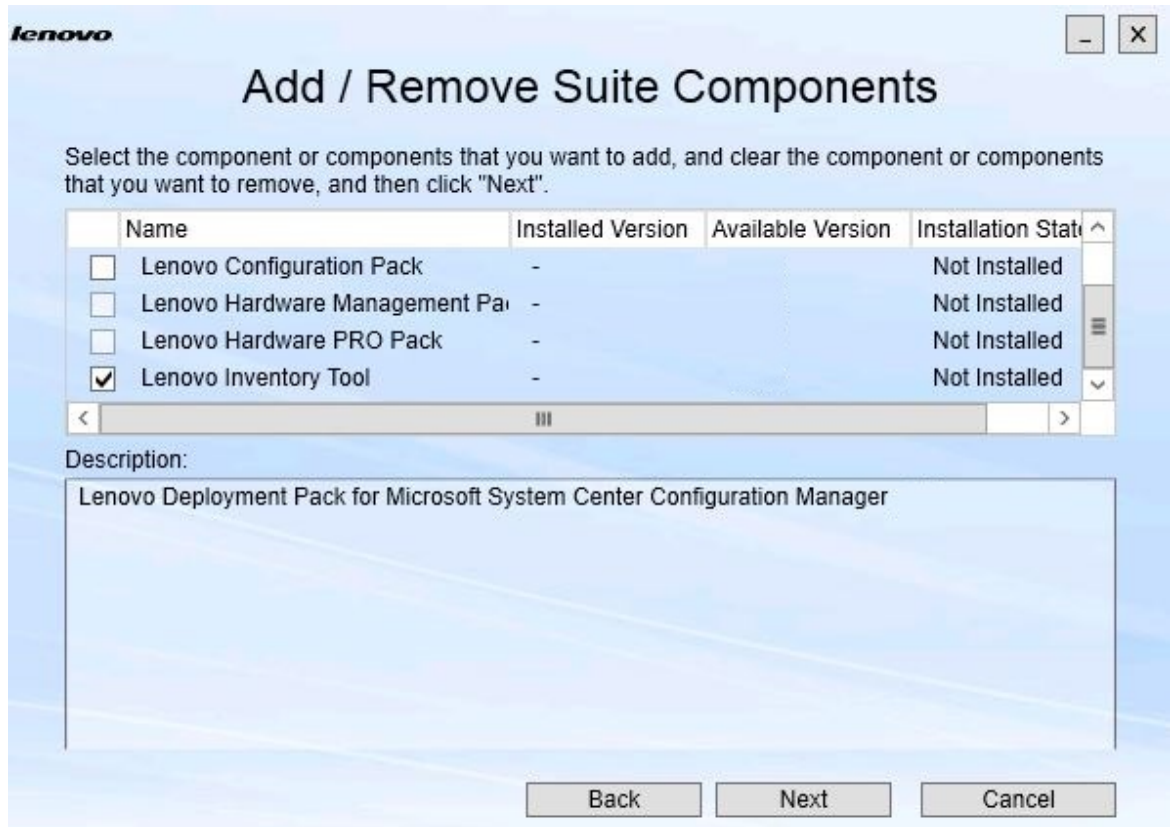 lenovo
Add / Remove Suite Components
Select the component or components that you want to add, and clear the component or components
that you want to remove, and then click "Next".
Name Installed Version Available Version Installation State
Lenovo Configuration Pack - Not Installed
Lenovo Hardware Management Pa - Not Installed
Lenovo Hardware PRO Pack - Not Installed
Lenovo Inventory Tool - Not Installed
Description:
Lenovo Deployment Pack for Microsoft System Center Configuration Manager
Back Next Cancel